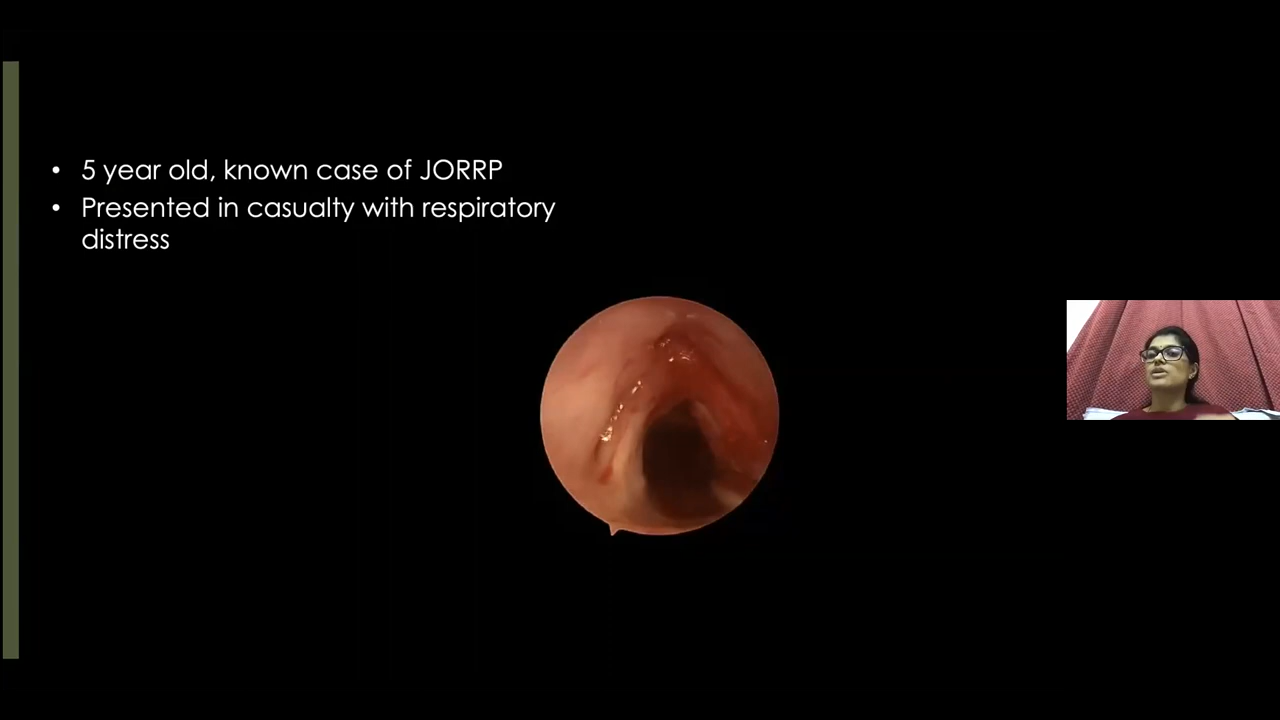 • 5 year old, known case of JORRP
• Presented in casualty with respiratory
distress